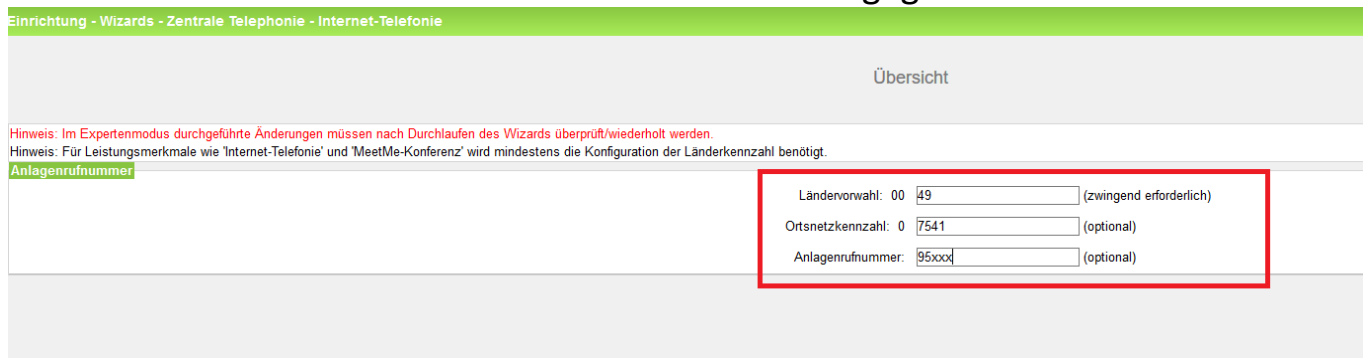 Einrichtung - Wizards - Zentrale Telephonie - Internet-Telefonie
Übersicht
Hinweis: Im Expertenmodus durchgeführte Änderungen müssen nach Durchlaufen des Wizards überprüft/wiederholt werden.
Hinweis: Für Leistungsmerkmale wie 'Internet-Telefonie' und 'MeetMe-Konferenz' wird mindestens die Konfiguration der Länderkennzahl benötigt.
Anlagenrufnummer
Ländervorwahl: 00 49 (zwingend erforderlich)
Ortsnetzkennzahl: 0 7541 (optional)
Anlagenrufnummer: 95xxx (optional)